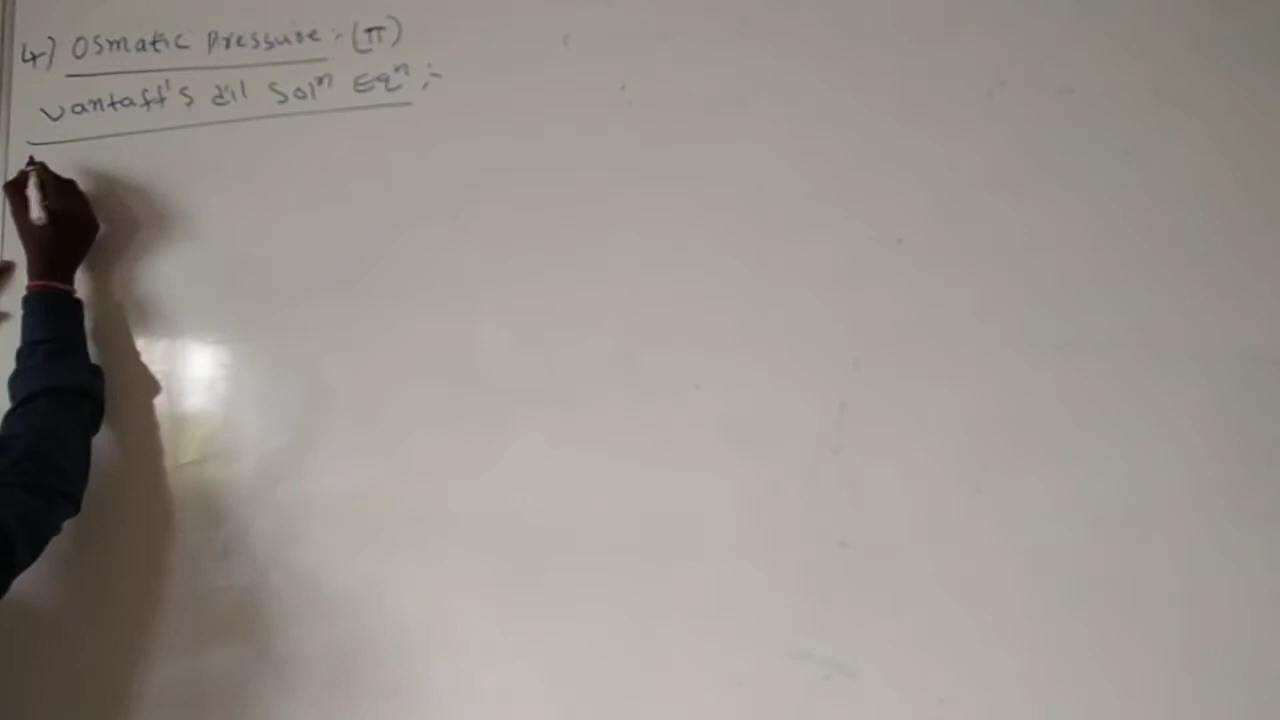 4) Osmatic Pressure :- (π)
Vantaff's dil Solⁿ Eqⁿ :-